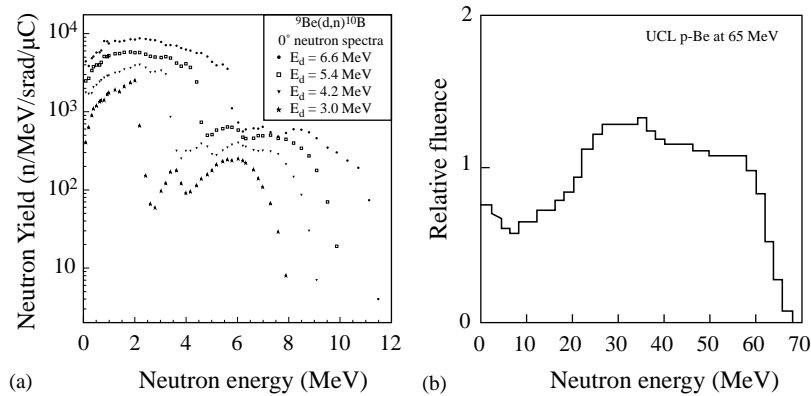 ⁹Be(d,n)¹⁰B
0° neutron spectra
E_d = 6.6 MeV
E_d = 5.4 MeV
E_d = 4.2 MeV
E_d = 3.0 MeV
Neutron Yield (n/MeV/srad/μC)
10⁴
10³
10²
10
0 2 4 6 8 10 12
Neutron energy (MeV)
(a)
UCL p-Be at 65 MeV
Relative fluence
2
1
0
0 10 20 30 40 50 60 70
Neutron energy (MeV)
(b)